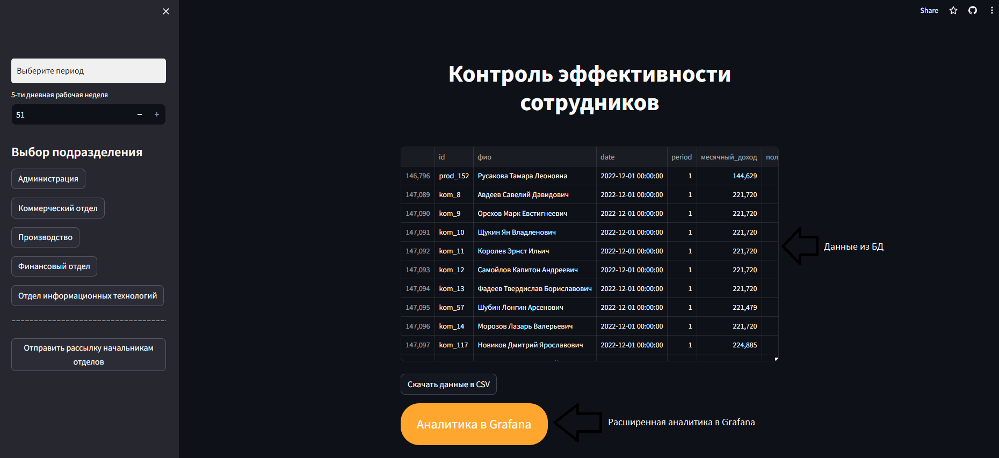 Share
Выберите период
5-ти дневная рабочая неделя
51
Выбор подразделения
Администрация
Коммерческий отдел
Производство
Финансовый отдел
Отдел информационных технологий
Отправить рассылку начальникам
отделов
Контроль эффективности
сотрудников
id фио date period месячный_доход пол
146,796 prod_152 Русакова Тамара Леоновна 2022-12-01 00:00:00 1 144,629
147,089 kom_8 Авдеев Савелий Давидович 2022-12-01 00:00:00 1 221,720
147,090 kom_9 Орехов Марк Евстигнеевич 2022-12-01 00:00:00 1 221,720
147,091 kom_10 Щукин Ян Владленович 2022-12-01 00:00:00 1 221,720
147,092 kom_11 Королев Эрнст Ильич 2022-12-01 00:00:00 1 221,720
147,093 kom_12 Самойлов Капитон Андреевич 2022-12-01 00:00:00 1 221,720
147,094 kom_13 Фадеев Твердислав Бориславович 2022-12-01 00:00:00 1 221,720
147,095 kom_57 Шубин Лонгин Арсенович 2022-12-01 00:00:00 1 221,479
147,096 kom_14 Морозов Лазарь Валерьевич 2022-12-01 00:00:00 1 221,720
147,097 kom_117 Новиков Дмитрий Ярославович 2022-12-01 00:00:00 1 224,885
Данные из БД
Скачать данные в CSV
Аналитика в Grafana
Расширенная аналитика в Grafana